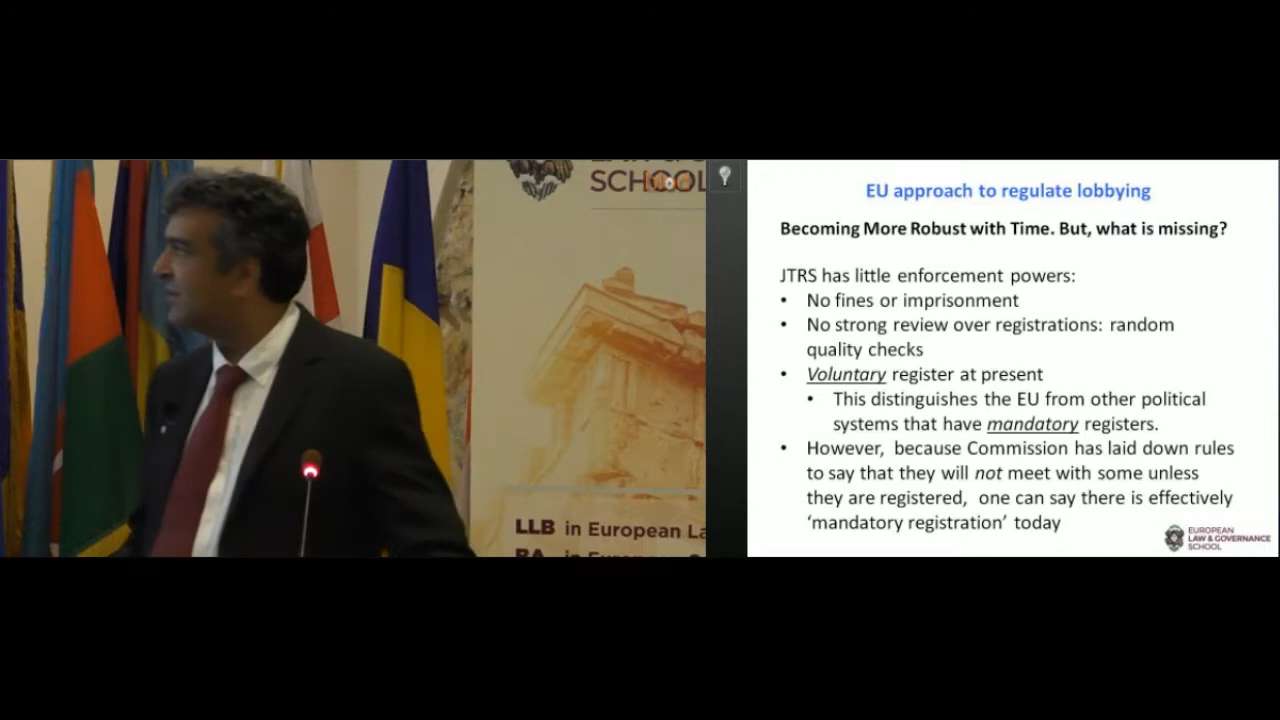 SCHOOL
LLB in European La
EU approach to regulate lobbying
Becoming More Robust with Time. But, what is missing?
JTRS has little enforcement powers:
• No fines or imprisonment
• No strong review over registrations: random
quality checks
• Voluntary register at present
• This distinguishes the EU from other political
systems that have mandatory registers.
• However, because Commission has laid down rules
to say that they will not meet with some unless
they are registered, one can say there is effectively
‘mandatory registration’ today
EUROPEAN
LAW & GOVERNANCE
SCHOOL